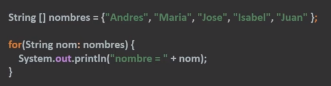 String [] nombres = {"Andres", "Maria", "Jose", "Isabel", "Juan" };
for(String nom: nombres) {
System.out.println("nombre = " + nom);
}